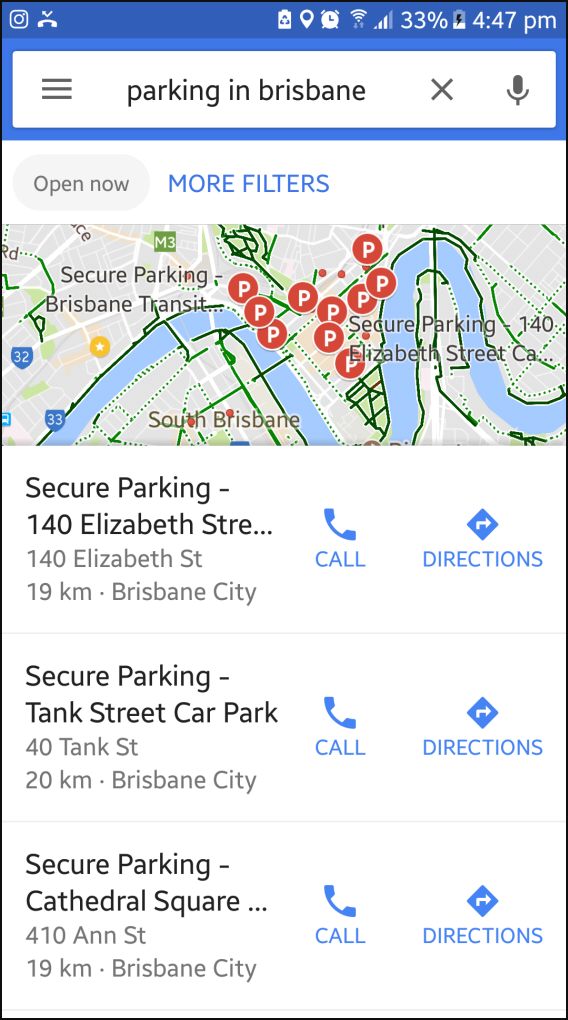 33% 4:47 pm
parking in brisbane
Open now
MORE FILTERS
Rd
ce
M3
Secure Parking -
Brisbane Transit...
P
P
P
P
P
P
P
P
P
P
Secure Parking - 140
Elizabeth Street Ca...
32
33
South Brisbane
Secure Parking -
140 Elizabeth Stre...
140 Elizabeth St
19 km · Brisbane City
CALL
DIRECTIONS
Secure Parking -
Tank Street Car Park
40 Tank St
20 km · Brisbane City
CALL
DIRECTIONS
Secure Parking -
Cathedral Square ...
410 Ann St
19 km · Brisbane City
CALL
DIRECTIONS